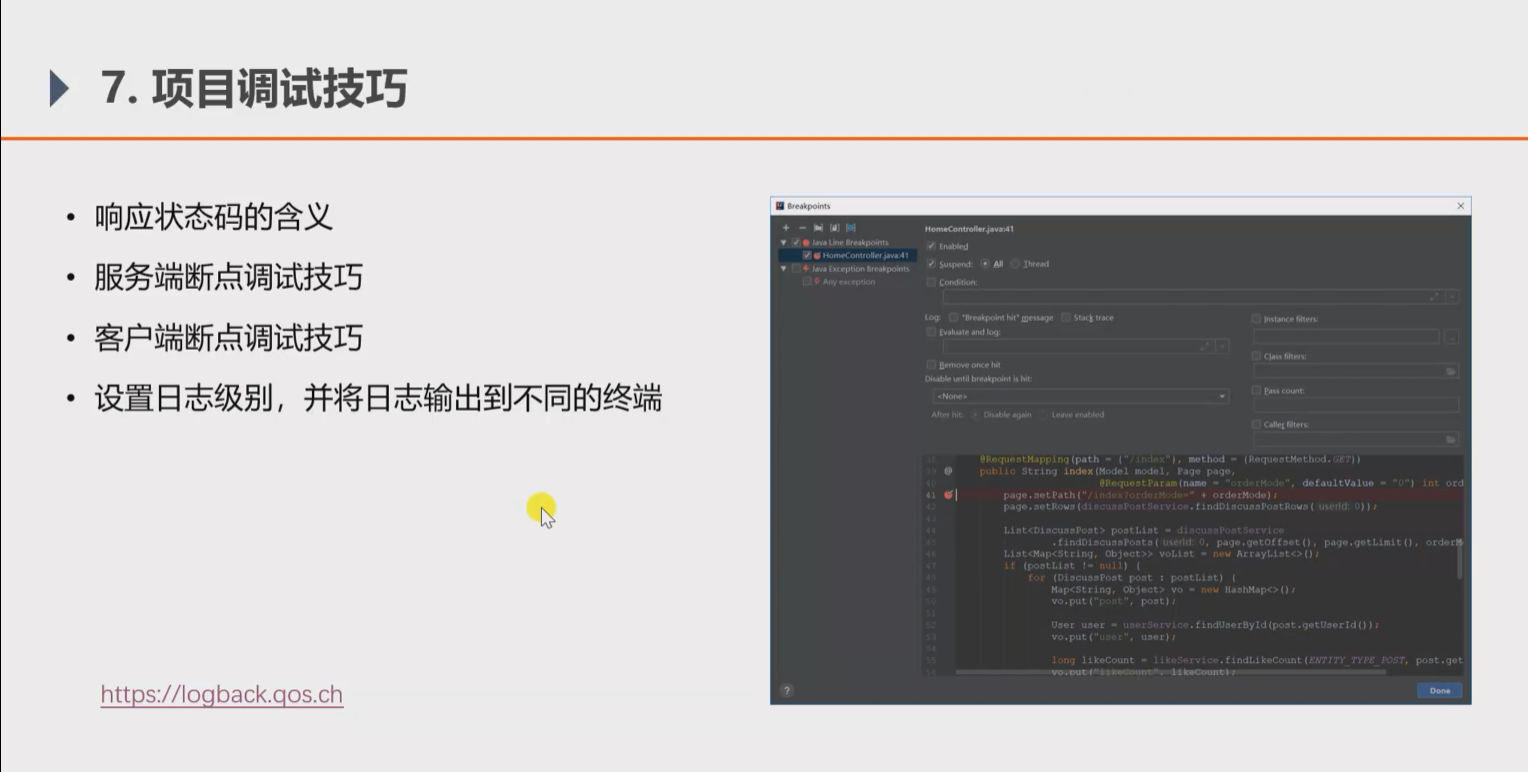 7. 项目调试技巧
• 响应状态码的含义
• 服务端断点调试技巧
• 客户端断点调试技巧
• 设置日志级别，并将日志输出到不同的终端
https://logback.qos.ch
Breakpoints
Java Line Breakpoints
HomeController.java:41
Java Exception Breakpoints
Any exception
HomeController.java:41
Enabled
Suspend: All Thread
Condition:
Log: "Breakpoint hit" message Stack trace
Evaluate and log:
Remove once hit
Disable until breakpoint is hit:
<None>
After hit: Disable again Leave enabled
Instance filters:
Class filters:
Pass count:
Caller filters:
38 @RequestMapping(path = {"/index"}, method = {RequestMethod.GET})
39 @ public String index(Model model, Page page,
40 @RequestParam(name = "orderMode", defaultValue = "0") int ord
41 page.setPath("/index?orderMode=" + orderMode);
42 page.setRows(discussPostService.findDiscussPostRows( userId: 0));
43
44 List<DiscussPost> postList = discussPostService
45 .findDiscussPosts( userId: 0, page.getOffset(), page.getLimit(), orderM
46 List<Map<String, Object>> voList = new ArrayList<>();
47 if (postList != null) {
48 for (DiscussPost post : postList) {
49 Map<String, Object> vo = new HashMap<>();
50 vo.put("post", post);
51
52 User user = userService.findUserById(post.getUserId());
53 vo.put("user", user);
54
55 long likeCount = likeService.findLikeCount(ENTITY_TYPE_POST, post.get
56 vo.put("likeCount", likeCount);
?
Done